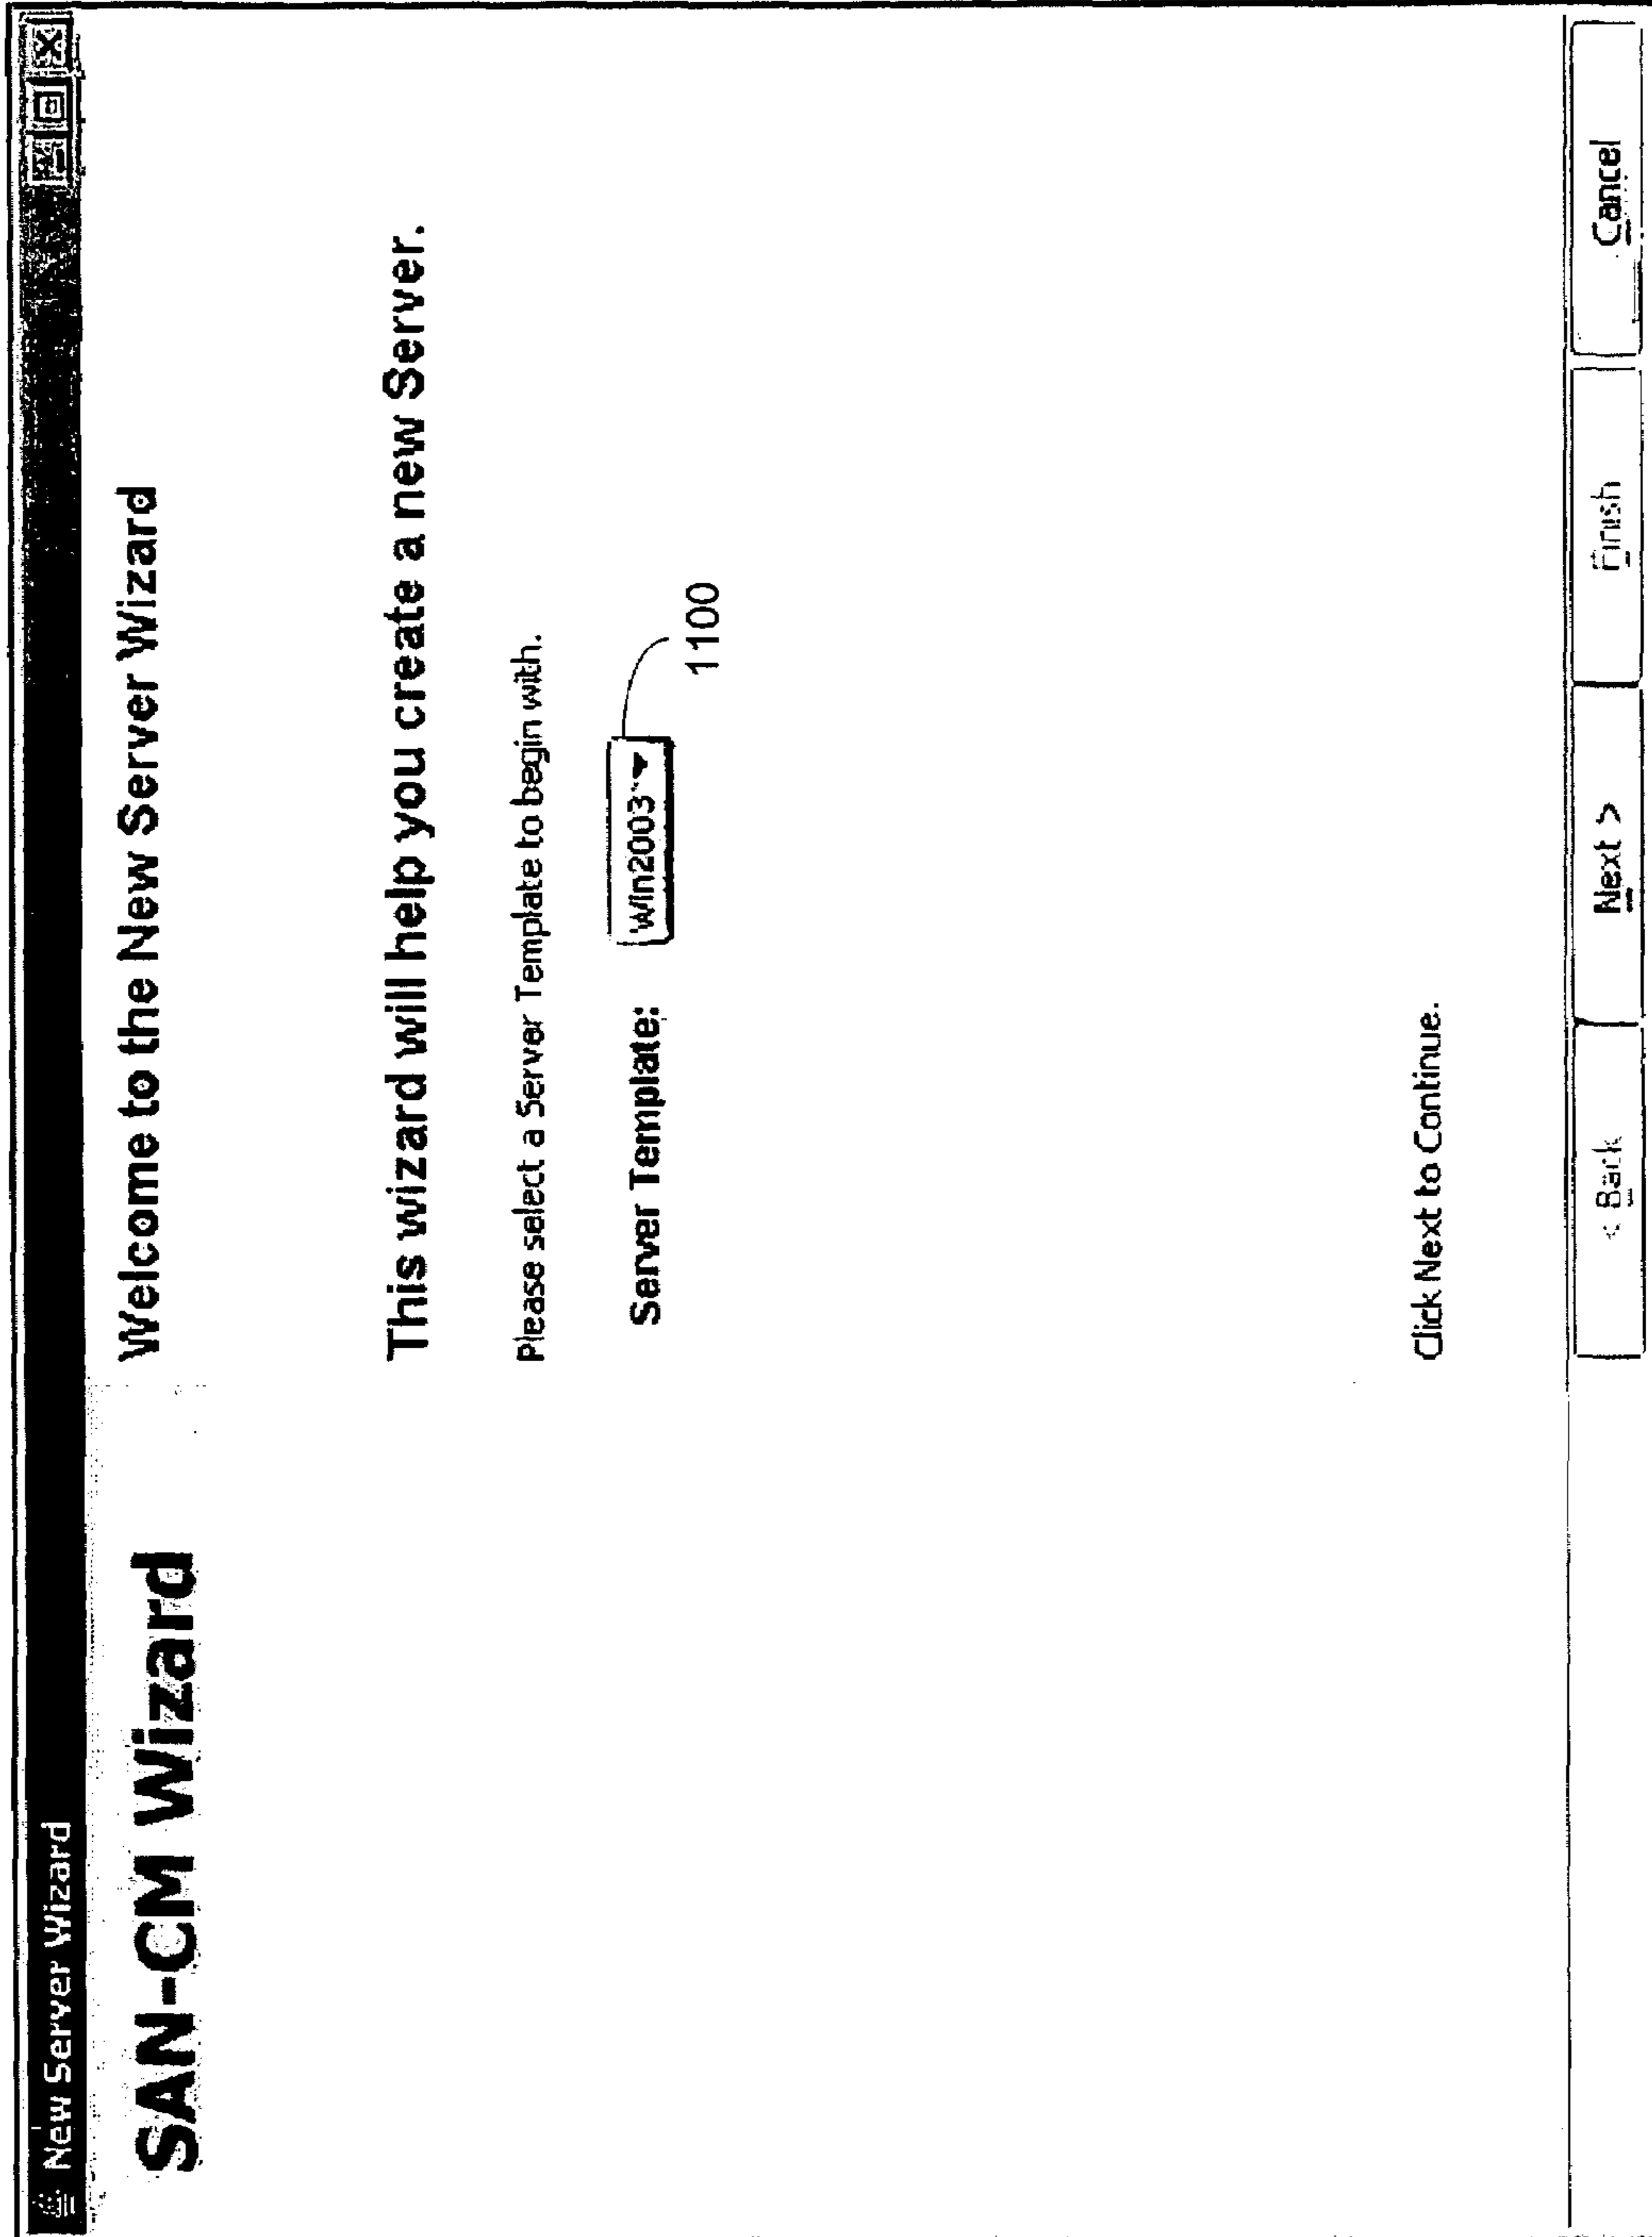 New Server Wizard
SAN-CM Wizard
Welcome to the New Server Wizard
This wizard will help you create a new Server.
Please select a Server Template to begin with.
Server Template: Win2003
1100
Click Next to Continue.
< Back Next > Finish Cancel